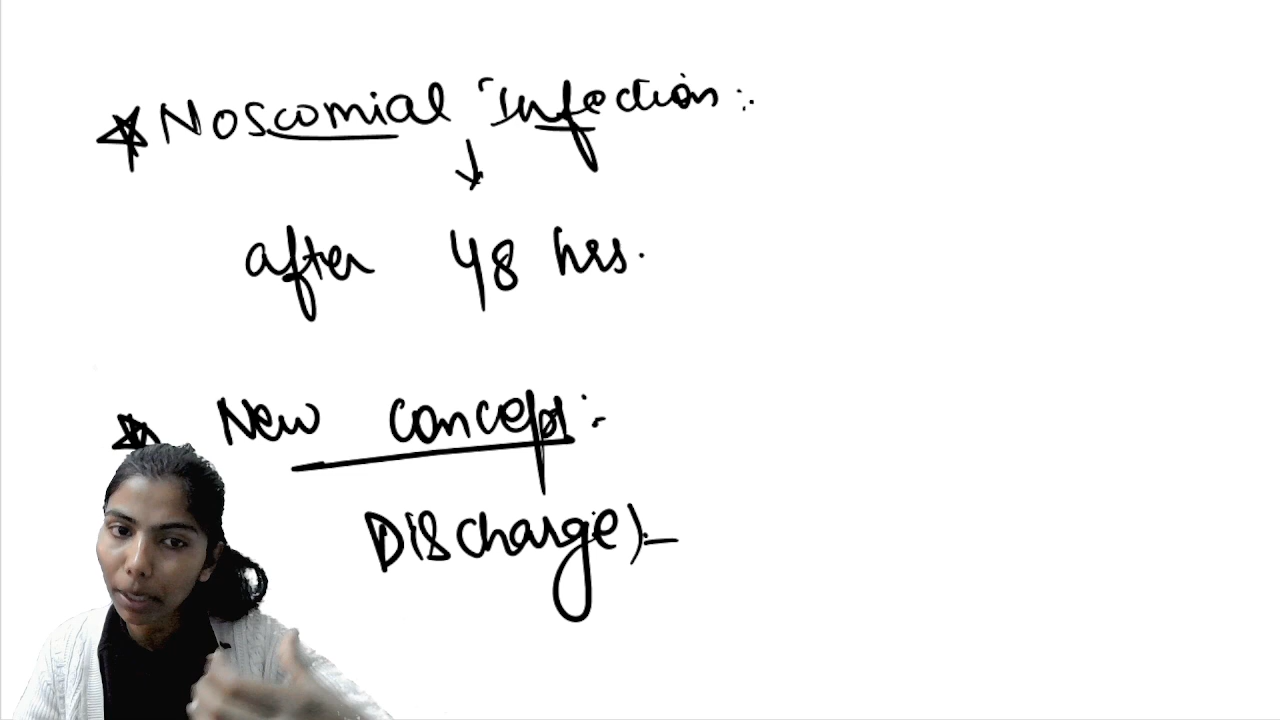 Noscomial Infection :-
↓
after 48 hrs.
New Concept :-
Discharge) :-